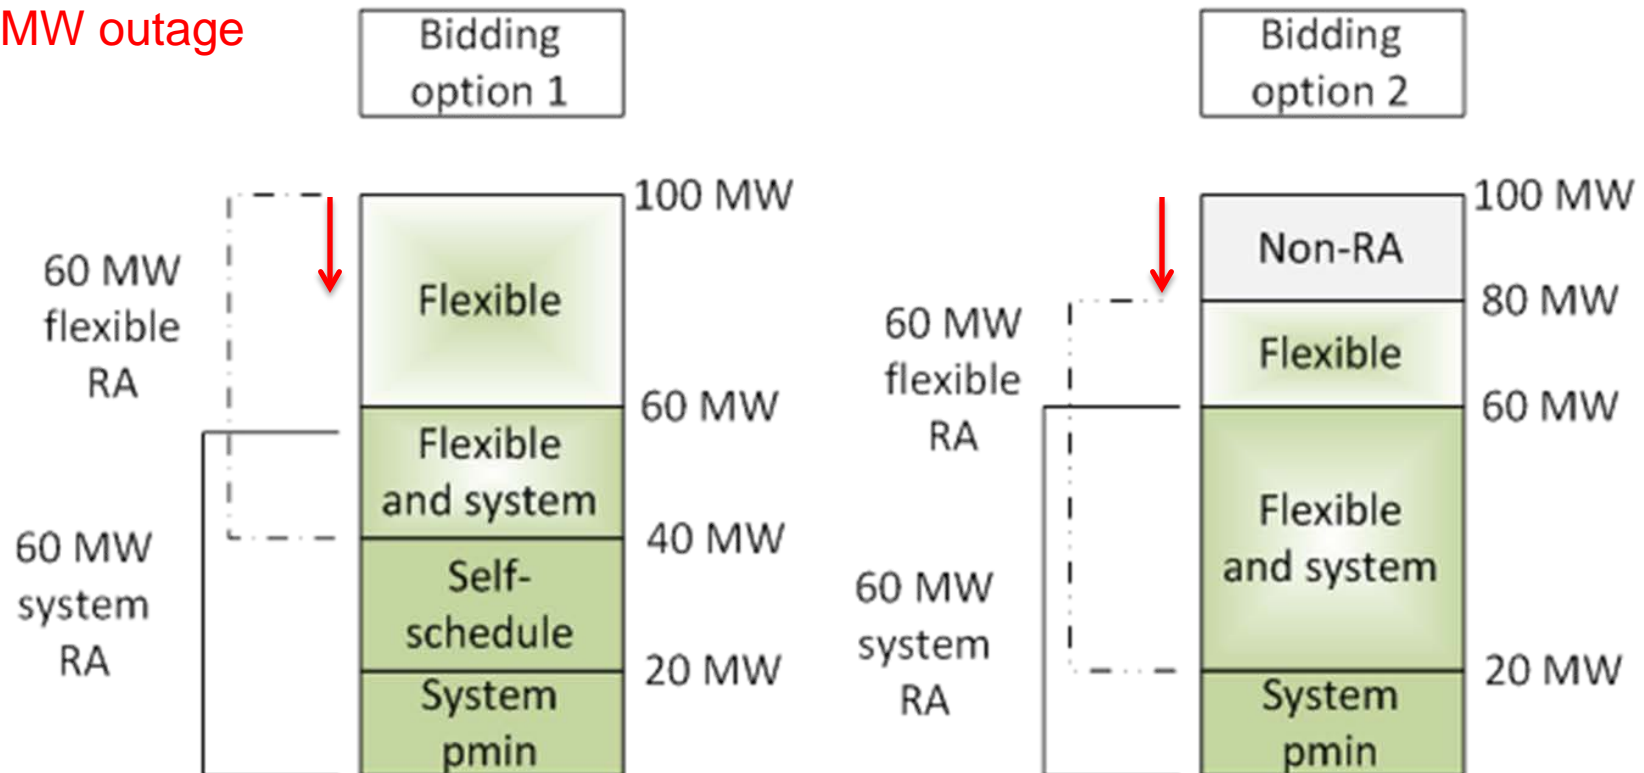 MW outage
Bidding
option 1
100 MW
60 MW
flexible
RA
Flexible
60 MW
Flexible
and system
40 MW
60 MW
system
RA
Self-
schedule
20 MW
System
pmin
Bidding
option 2
100 MW
Non-RA
80 MW
60 MW
flexible
RA
Flexible
60 MW
Flexible
and system
60 MW
system
RA
20 MW
System
pmin